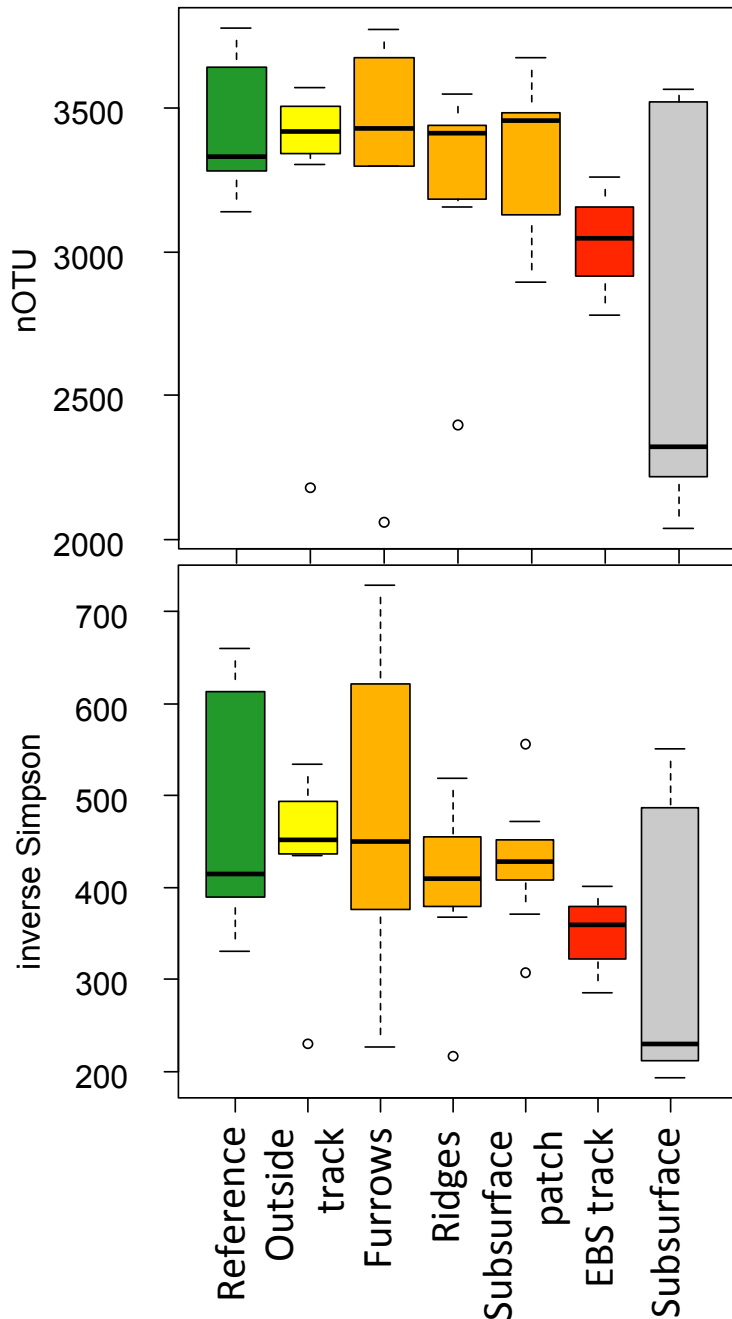 nOTU
3500
3000
2500
2000
inverse Simpson
700
600
500
400
300
200
Reference
Outside
track
Furrows
Ridges
Subsurface
patch
EBS track
Subsurface